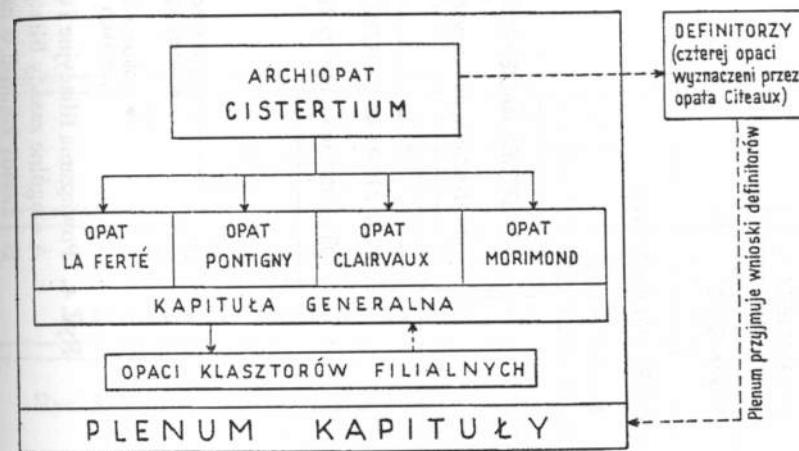 ARCHIOPAT
CISTERTIUM
DEFINITORZY
(czterej opaci
wyznaczeni przez
opata Citeaux)
OPAT
LA FERTÉ
OPAT
PONTIGNY
OPAT
CLAIRVAUX
OPAT
MORIMOND
KAPITUŁA GENERALNA
OPACI KLASZTORÓW FILIALNYCH
PLENUM KAPITUŁY
Plenum przyjmuje wnioski definitorów